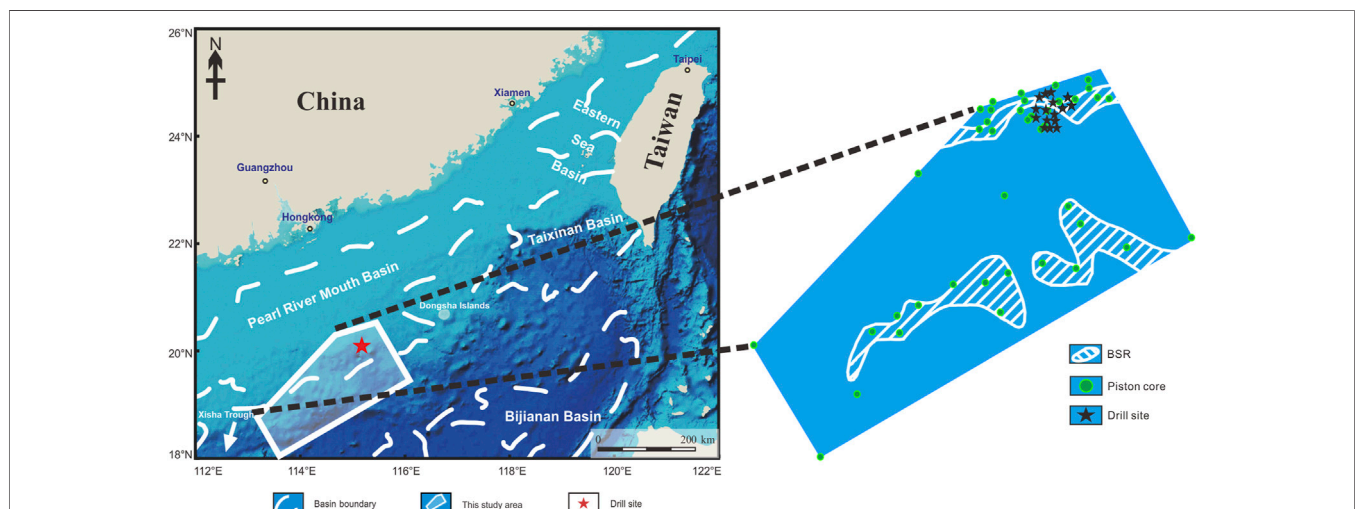 26°N
24°N
22°N
20°N
18°N
112°E
114°E
116°E
118°E
120°E
122°E
N
China
Taipei
Xiamen
Eastern
Sea
Basin
Taiwan
Guangzhou
Hongkong
Taixinan Basin
Pearl River Mouth Basin
Dongsha Islands
Xisha Trough
Bijianan Basin
0
200 km
Basin boundary
This study area
Drill site
BSR
Piston core
Drill site